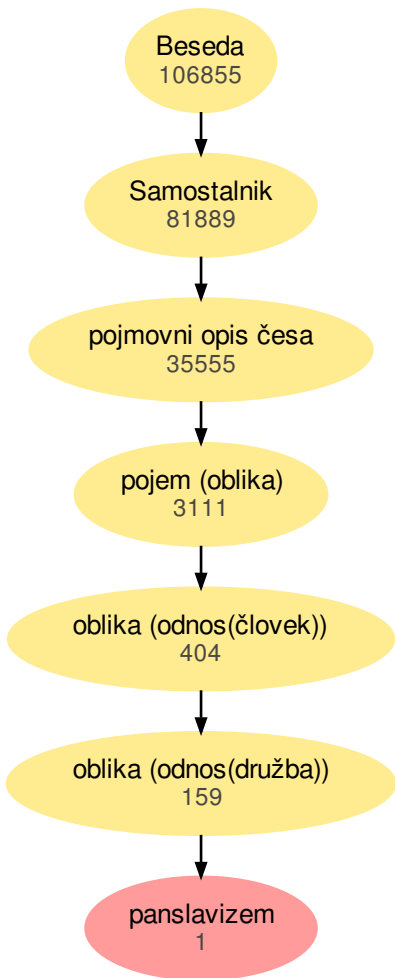 Beseda
106855
Samostalnik
81889
pojmovni opis česa
35555
pojem (oblika)
3111
oblika (odnos(človek))
404
oblika (odnos(družba))
159
panslavizem
1